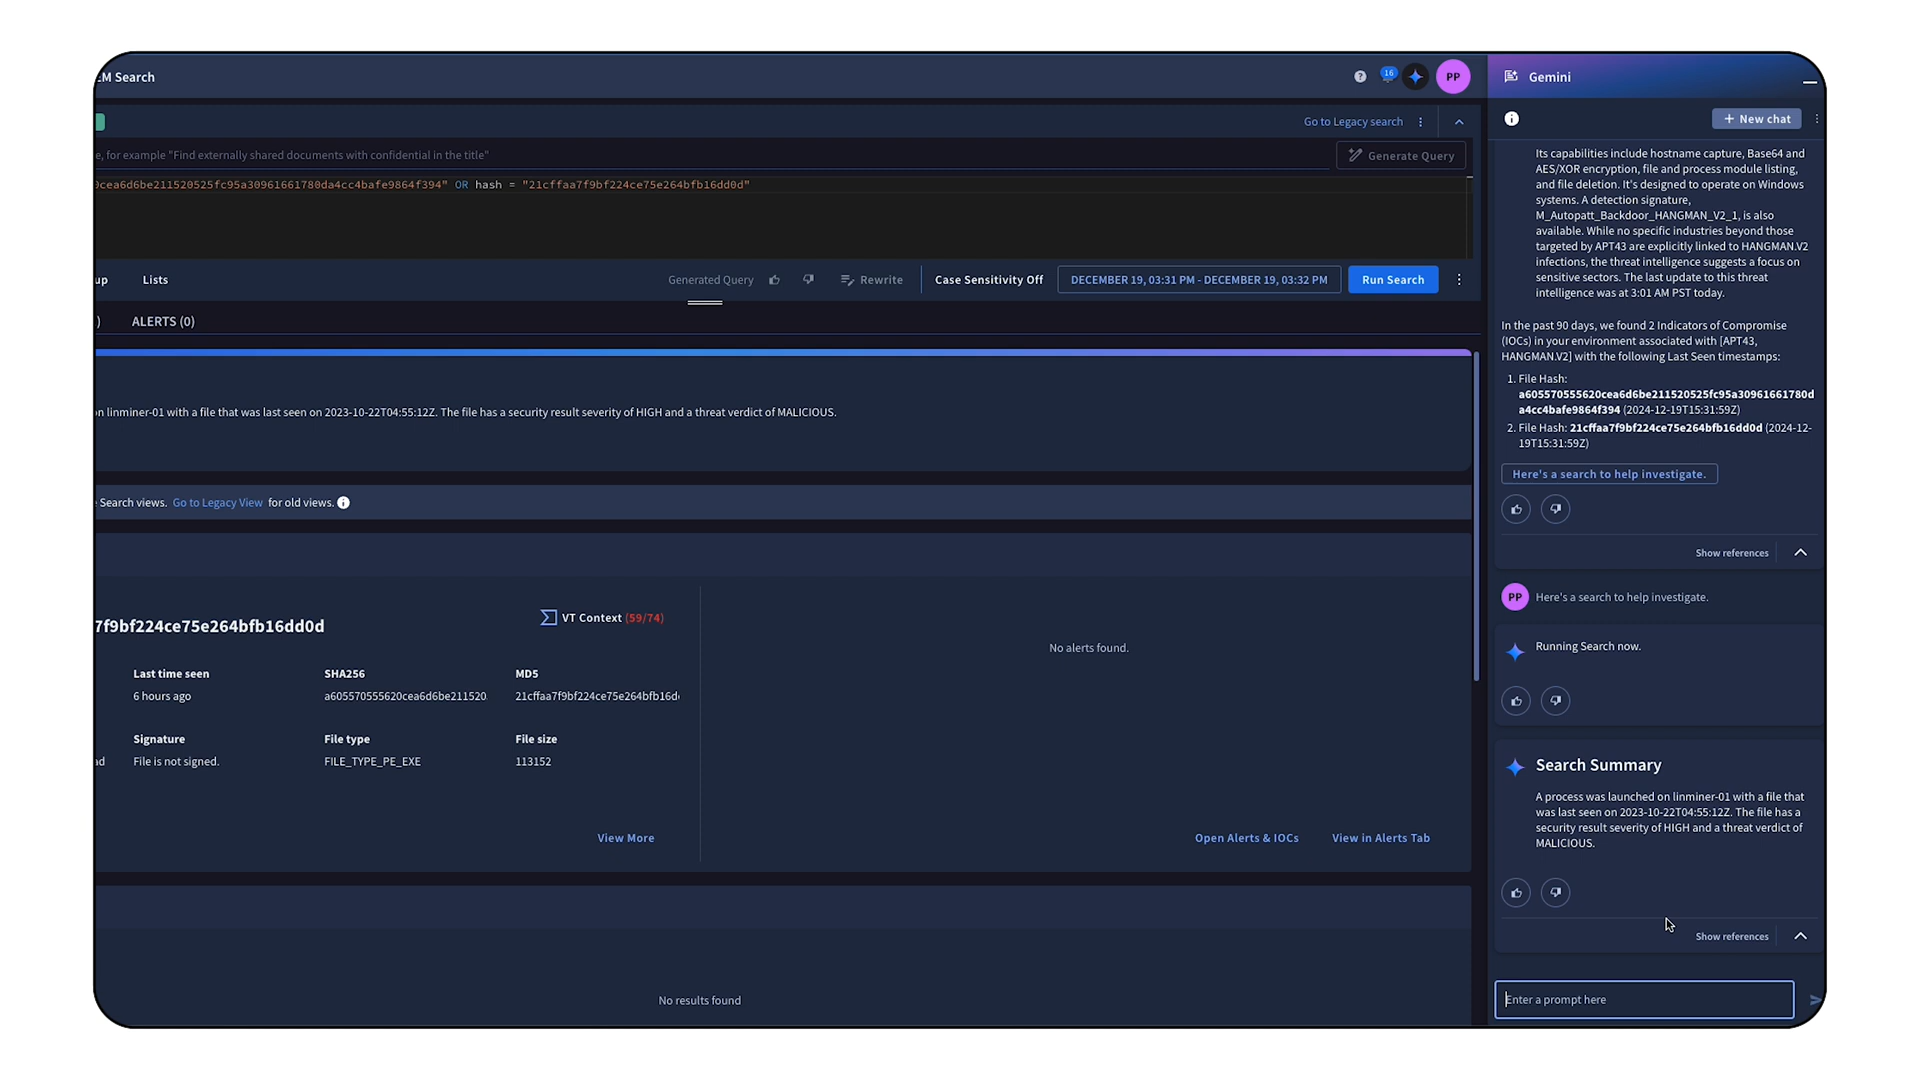 EM Search
16
PP
Go to Legacy search
e, for example "Find externally shared documents with confidential in the title"
Generate Query
0cea6d6be211520525fc95a30961661780da4cc4bafe9864f394" OR hash = "21cffaa7f9bf224ce75e264bfb16dd0d"
up
Lists
Generated Query
Rewrite
Case Sensitivity Off
DECEMBER 19, 03:31 PM - DECEMBER 19, 03:32 PM
Run Search
)
ALERTS (0)
on linminer-01 with a file that was last seen on 2023-10-22T04:55:12Z. The file has a security result severity of HIGH and a threat verdict of MALICIOUS.
Search views. Go to Legacy View for old views.
7f9bf224ce75e264bfb16dd0d
VT Context (59/74)
Last time seen
SHA256
MD5
6 hours ago
a605570555620cea6d6be211520
21cffaa7f9bf224ce75e264bfb16d
Signature
File type
File size
ad
File is not signed.
FILE_TYPE_PE_EXE
113152
View More
No alerts found.
Open Alerts & IOCs
View in Alerts Tab
No results found
Gemini
+ New chat
Its capabilities include hostname capture, Base64 and
AES/XOR encryption, file and process module listing,
and file deletion. It's designed to operate on Windows
systems. A detection signature,
M_Autopatt_Backdoor_HANGMAN_V2_1, is also
available. While no specific industries beyond those
targeted by APT43 are explicitly linked to HANGMAN.V2
infections, the threat intelligence suggests a focus on
sensitive sectors. The last update to this threat
intelligence was at 3:01 AM PST today.
In the past 90 days, we found 2 Indicators of Compromise
(IOCs) in your environment associated with [APT43,
HANGMAN.V2] with the following Last Seen timestamps:
1. File Hash:
a605570555620cea6d6be211520525fc95a30961661780d
a4cc4bafe9864f394 (2024-12-19T15:31:59Z)
2. File Hash: 21cffaa7f9bf224ce75e264bfb16dd0d (2024-12-
19T15:31:59Z)
Here's a search to help investigate.
Show references
PP
Here's a search to help investigate.
Running Search now.
Search Summary
A process was launched on linminer-01 with a file that
was last seen on 2023-10-22T04:55:12Z. The file has a
security result severity of HIGH and a threat verdict of
MALICIOUS.
Show references
Enter a prompt here